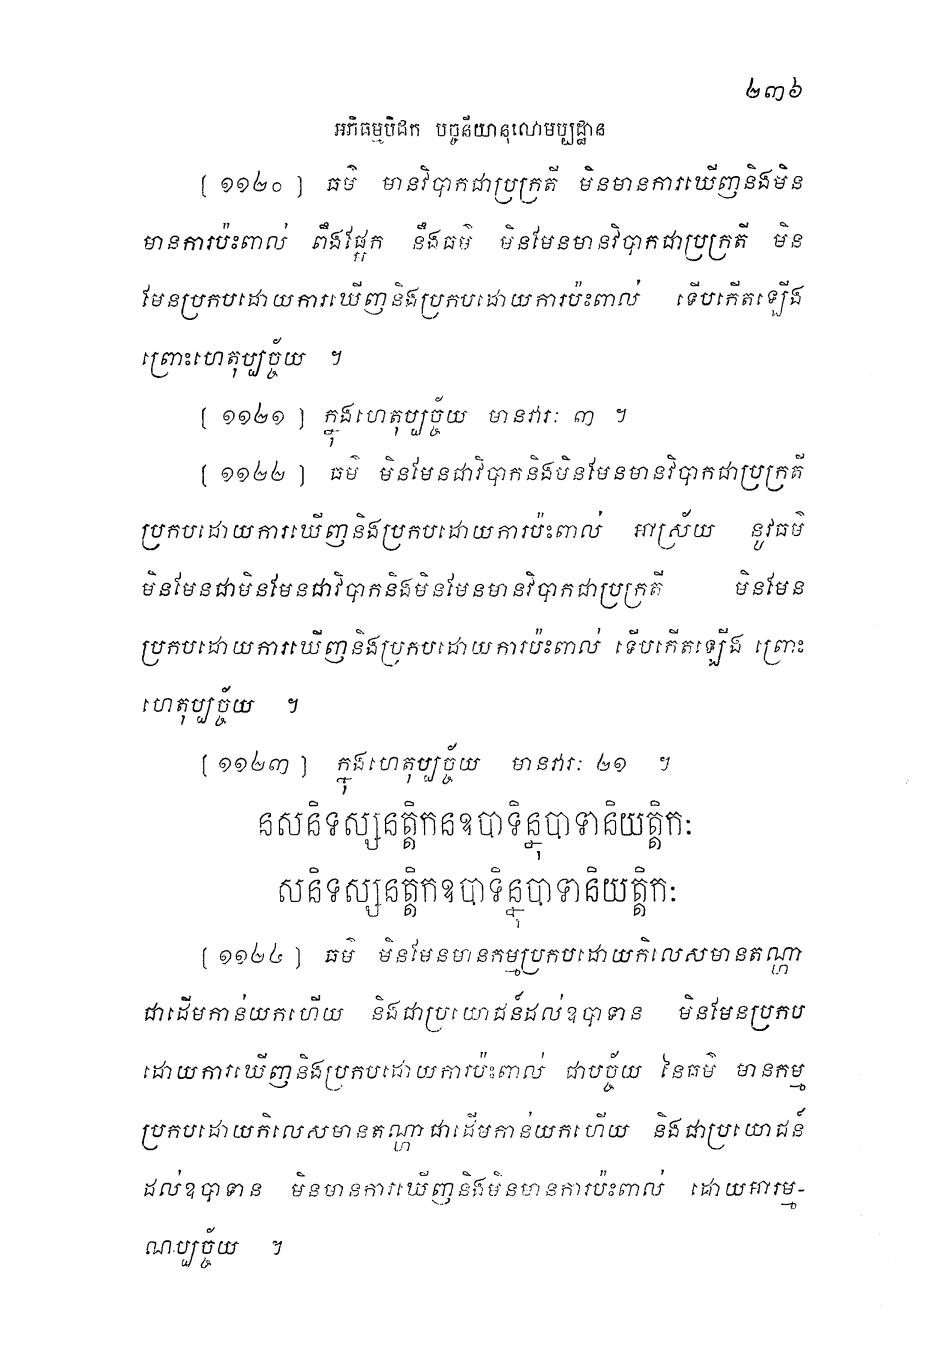 ២៣៦
អភិធម្មបិដក បច្ចនីយានុលោមប្បដ្ឋាន
[ ១១២០ ] ធម៌ មានវិបាកជាប្រក្រតី មិនមានការឃើញនិងមិន
មានការប៉ះពាល់ ពឹងផ្អែក នឹងធម៌ មិនមែនមានវិបាកជាប្រក្រតី មិន
មែនប្រកបដោយការឃើញនិងប្រកបដោយការប៉ះពាល់ ទើបកើតឡើង
ព្រោះហេតុប្បច្ច័យ ។
[ ១១២១ ] ក្នុងហេតុប្បច្ច័យ មានវារៈ ៣ ។
[ ១១២២ ] ធម៌ មិនមែនជាវិបាកនិងមិនមែនមានវិបាកជាប្រក្រតី
ប្រកបដោយការឃើញនិងប្រកបដោយការប៉ះពាល់ អាស្រ័យ នូវធម៌
មិនមែនជាមិនមែនជាវិបាកនិងមិនមែនមានវិបាកជាប្រក្រតី មិនមែន
ប្រកបដោយការឃើញនិងប្រកបដោយការប៉ះពាល់ ទើបកើតឡើង ព្រោះ
ហេតុប្បច្ច័យ ។
[ ១១២៣ ] ក្នុងហេតុប្បច្ច័យ មានវារៈ ២១ ។
នសនិទស្សនត្តិកនឧបាទិន្នុបាទានិយត្តិកៈ
សនិទស្សនត្តិកឧបាទិន្នុបាទានិយត្តិកៈ
[ ១១២៤ ] ធម៌ មិនមែនមានកម្មប្រកបដោយកិលេសមានតណ្ហា
ជាដើមកាន់យកហើយ និងជាប្រយោជន៍ដល់ឧបាទាន មិនមែនប្រកប
ដោយការឃើញនិងប្រកបដោយការប៉ះពាល់ ជាបច្ច័យ នៃធម៌ មានកម្ម
ប្រកបដោយកិលេសមានតណ្ហាជាដើមកាន់យកហើយ និងជាប្រយោជន៍
ដល់ឧបាទាន មិនមានការឃើញនិងមិនមានការប៉ះពាល់ ដោយអារម្ម-
ណប្បច្ច័យ ។